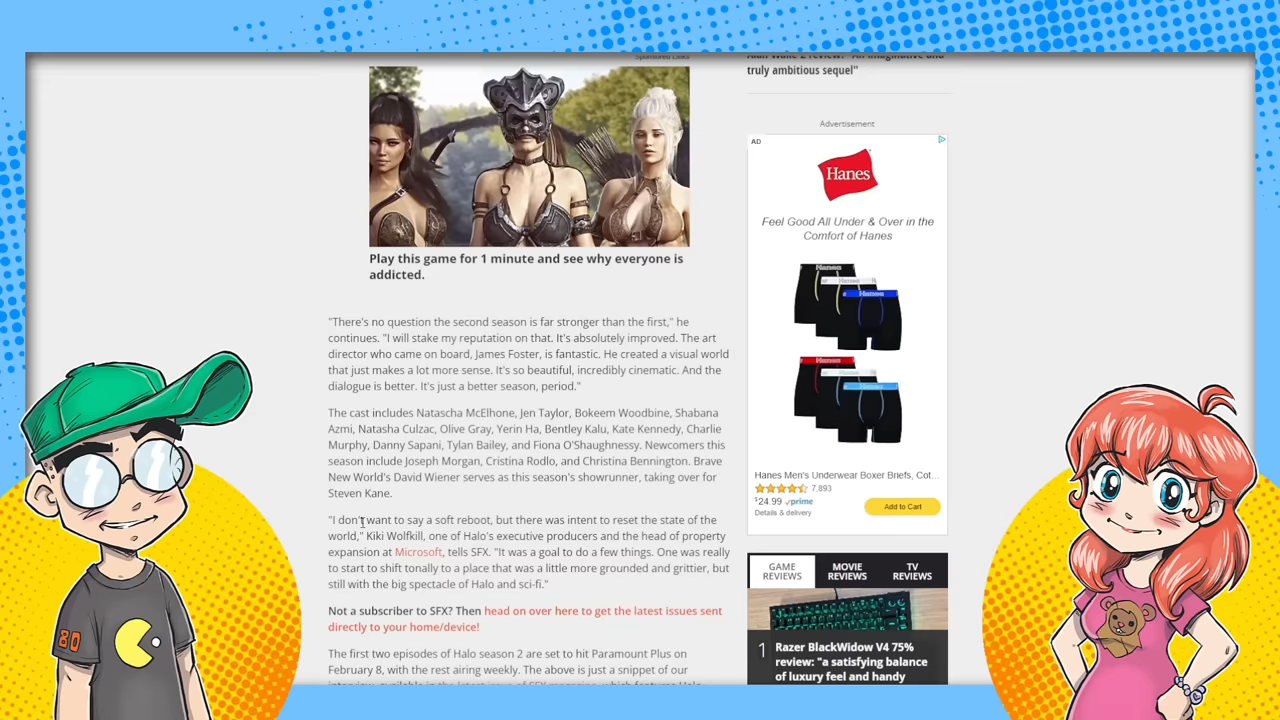 Sponsored Links
truly ambitious sequel"
Advertisement
AD
Hanes
Feel Good All Under & Over in the
Comfort of Hanes
Play this game for 1 minute and see why everyone is
addicted.
"There's no question the second season is far stronger than the first," he
continues. "I will stake my reputation on that. It's absolutely improved. The art
director who came on board, James Foster, is fantastic. He created a visual world
that just makes a lot more sense. It's so beautiful, incredibly cinematic. And the
dialogue is better. It's just a better season, period."
The cast includes Natascha McElhone, Jen Taylor, Bokeem Woodbine, Shabana
Azmi, Natasha Culzac, Olive Gray, Yerin Ha, Bentley Kalu, Kate Kennedy, Charlie
Murphy, Danny Sapani, Tylan Bailey, and Fiona O'Shaughnessy. Newcomers this
season include Joseph Morgan, Cristina Rodlo, and Christina Bennington. Brave
New World's David Wiener serves as this season's showrunner, taking over for
Steven Kane.
"I don't want to say a soft reboot, but there was intent to reset the state of the
world," Kiki Wolfkill, one of Halo's executive producers and the head of property
expansion at Microsoft, tells SFX. "It was a goal to do a few things. One was really
to start to shift tonally to a place that was a little more grounded and grittier, but
still with the big spectacle of Halo and sci-fi."
Not a subscriber to SFX? Then head on over here to get the latest issues sent
directly to your home/device!
The first two episodes of Halo season 2 are set to hit Paramount Plus on
February 8, with the rest airing weekly. The above is just a snippet of our
Hanes Men's Underwear Boxer Briefs, Cot...
7,893
$24.99 prime
Details & delivery
Add to Cart
GAME
REVIEWS
MOVIE
REVIEWS
TV
REVIEWS
1
Razer BlackWidow V4 75%
review: "a satisfying balance
of luxury feel and handy
80